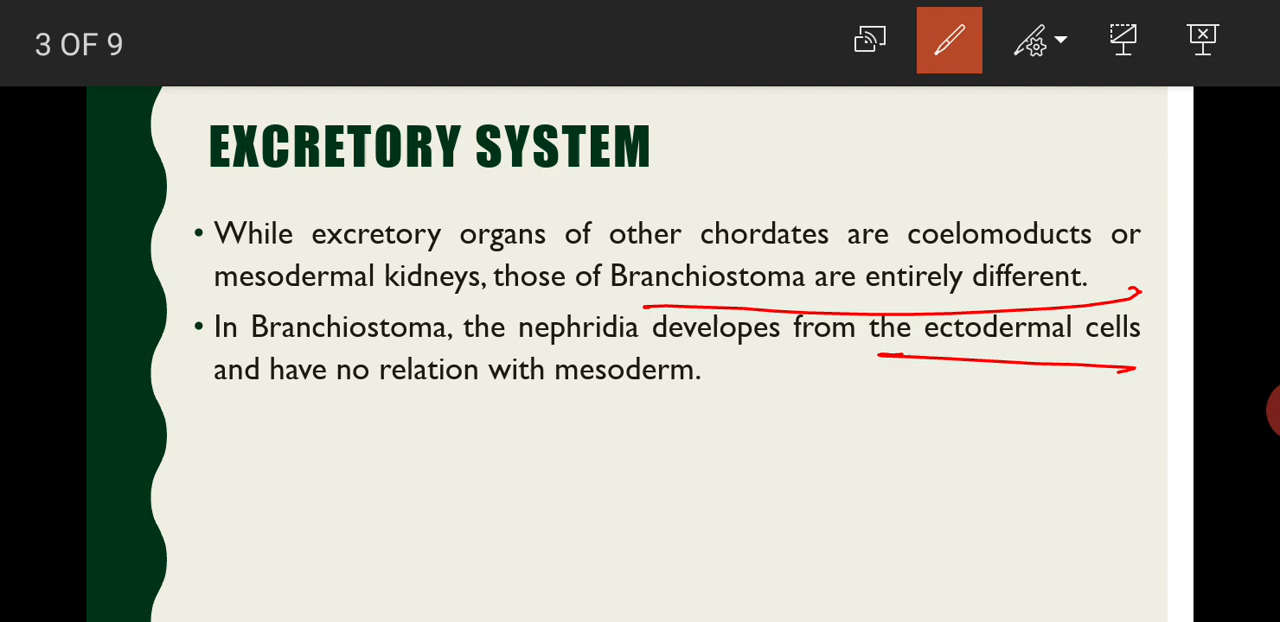 3 OF 9
EXCRETORY SYSTEM
• While excretory organs of other chordates are coelomoducts or
mesodermal kidneys, those of Branchiostoma are entirely different.
• In Branchiostoma, the nephridia developes from the ectodermal cells
and have no relation with mesoderm.